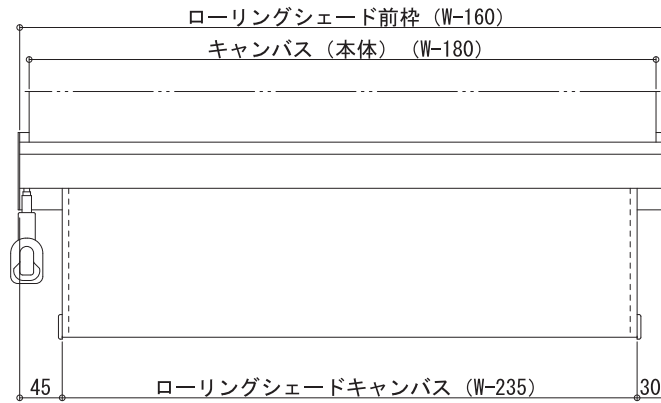 ローリングシェード前枠 (W-160)
キャンバス (本体) (W-180)
45 ローリングシェードキャンバス (W-235) 30